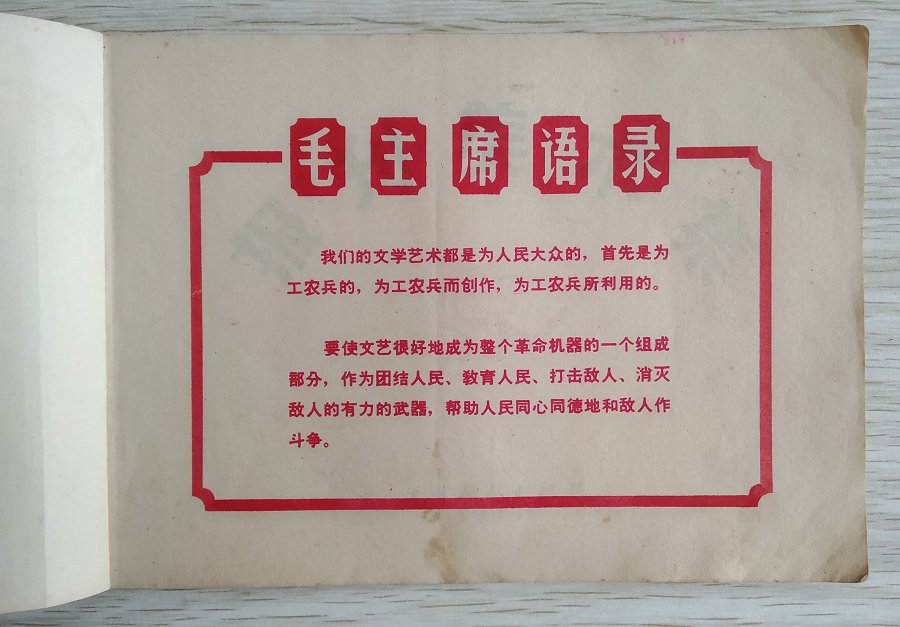 毛主席语录
我们的文学艺术都是为人民大众的，首先是为
工农兵的，为工农兵而创作，为工农兵所利用的。
要使文艺很好地成为整个革命机器的一个组成
部分，作为团结人民、教育人民、打击敌人、消灭
敌人的有力的武器，帮助人民同心同德地和敌人作
斗争。